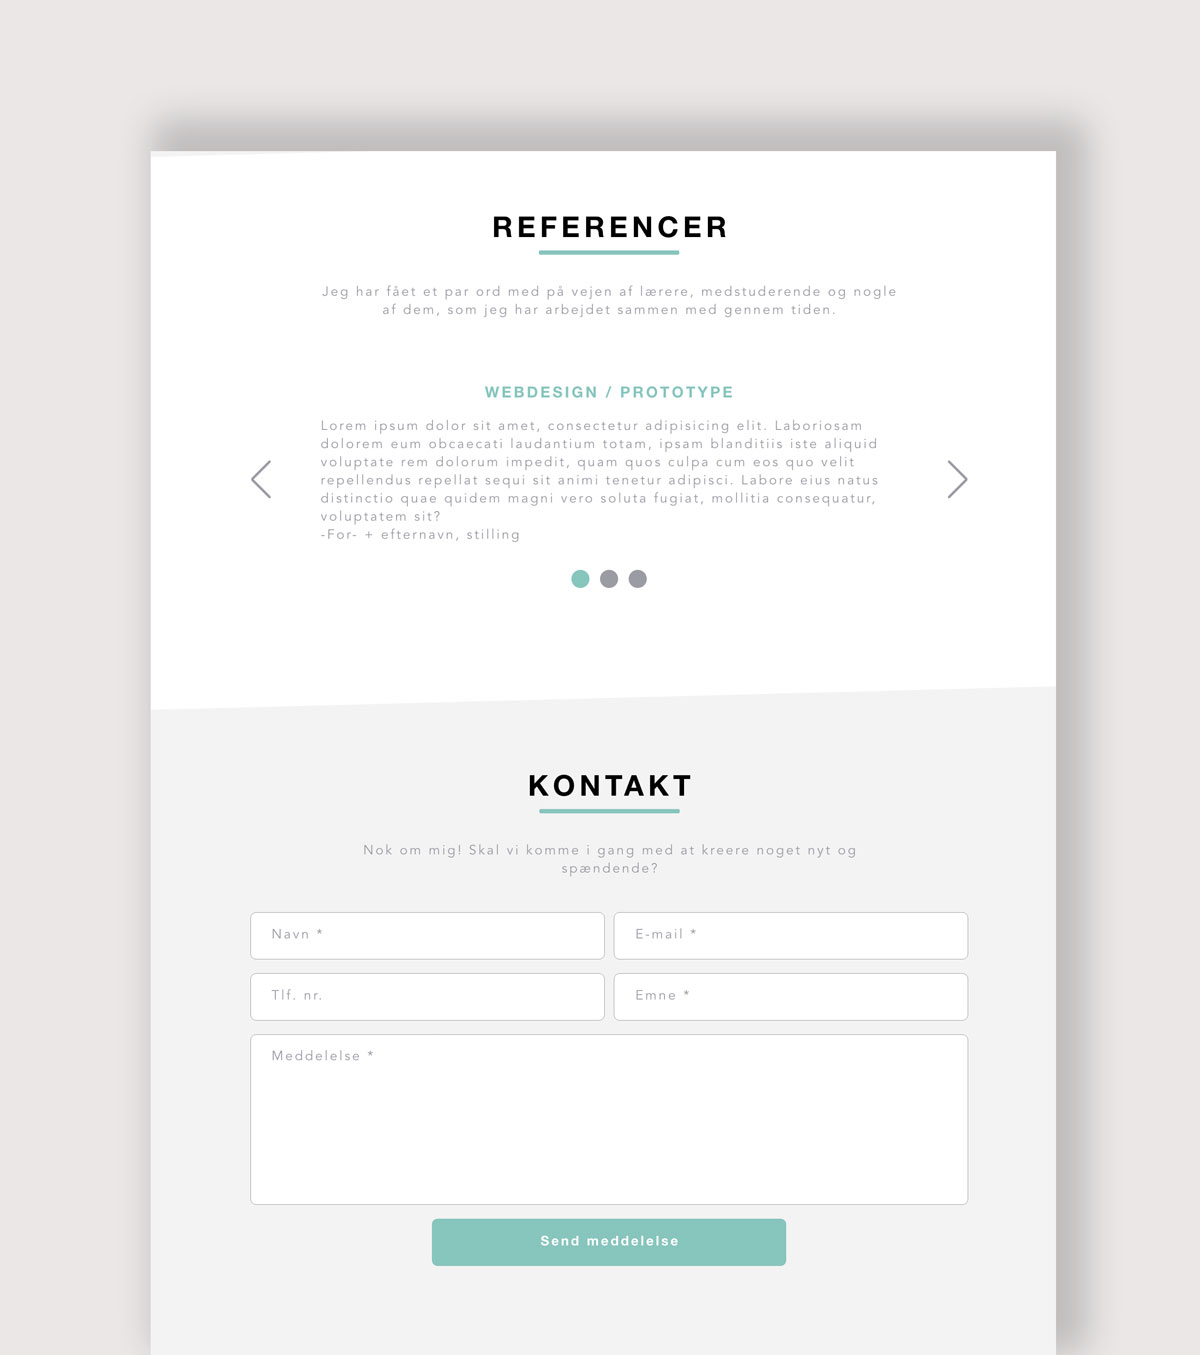 REFERENCER
Jeg har fået et par ord med på vejen af lærere, medstuderende og nogle
af dem, som jeg har arbejdet sammen med gennem tiden.
WEBDESIGN / PROTOTYPE
Lorem ipsum dolor sit amet, consectetur adipisicing elit. Laboriosam
dolorem eum obcaecati laudantium totam, ipsam blanditiis iste aliquid
voluptate rem dolorum impedit, quam quos culpa cum eos quo velit
repellendus repellat sequi sit animi tenetur adipisci. Labore eius natus
distinctio quae quidem magni vero soluta fugiat, mollitia consequatur,
voluptatem sit?
-For- + efternavn, stilling
KONTAKT
Nok om mig! Skal vi komme i gang med at kreere noget nyt og
spændende?
Navn *
E-mail *
Tlf. nr.
Emne *
Meddelelse *
Send meddelelse